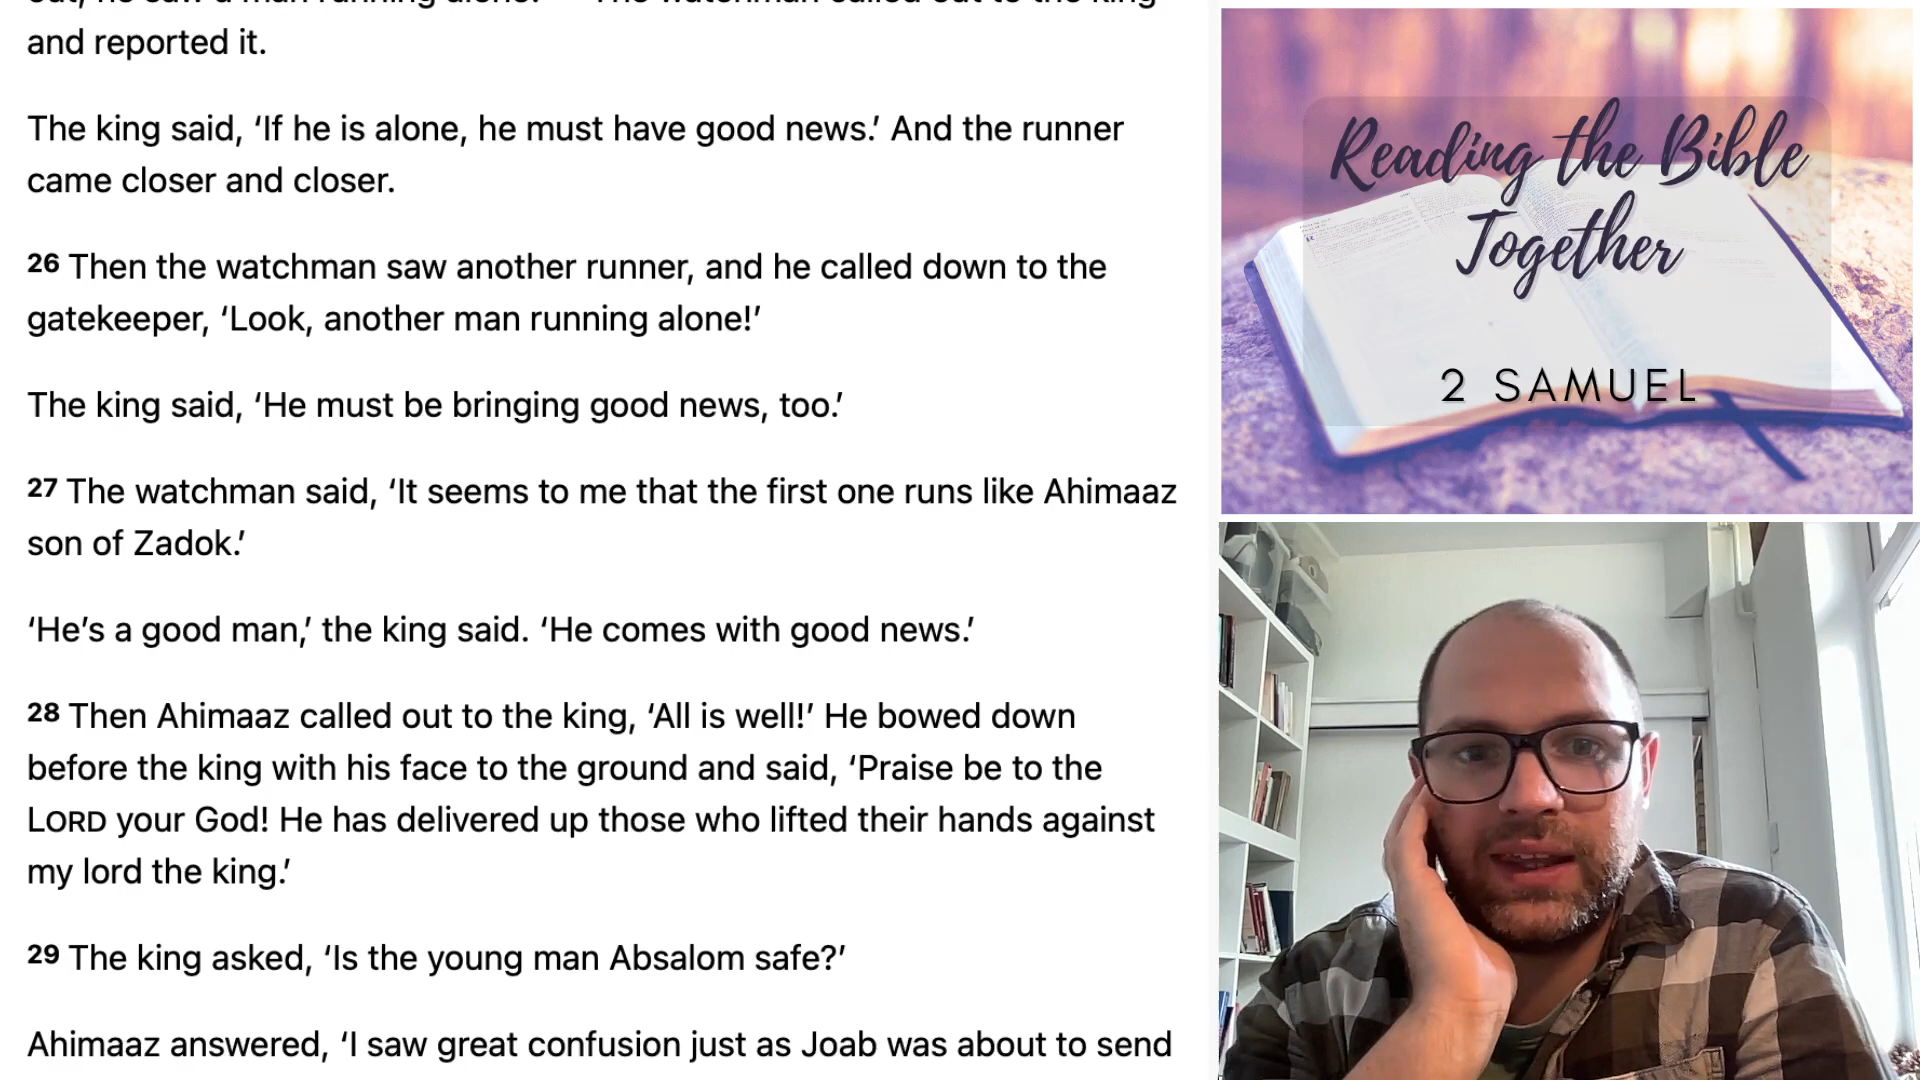 and reported it.
The king said, ‘If he is alone, he must have good news.’ And the runner
came closer and closer.
26 Then the watchman saw another runner, and he called down to the
gatekeeper, ‘Look, another man running alone!’
The king said, ‘He must be bringing good news, too.’
27 The watchman said, ‘It seems to me that the first one runs like Ahimaaz
son of Zadok.’
‘He’s a good man,’ the king said. ‘He comes with good news.’
28 Then Ahimaaz called out to the king, ‘All is well!’ He bowed down
before the king with his face to the ground and said, ‘Praise be to the
LORD your God! He has delivered up those who lifted their hands against
my lord the king.’
29 The king asked, ‘Is the young man Absalom safe?’
Ahimaaz answered, ‘I saw great confusion just as Joab was about to send
Reading the Bible
Together
2 SAMUEL